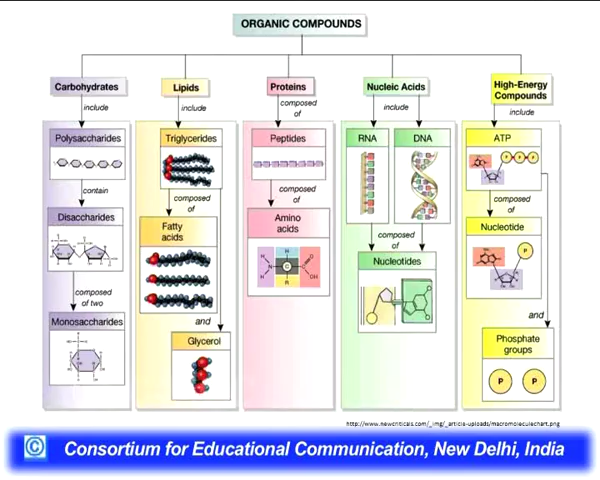 ORGANIC COMPOUNDS
Carbohydrates
include
Polysaccharides
contain
Disaccharides
composed
of two
Monosaccharides
Lipids
include
Triglycerides
composed
of
Fatty
acids
and
Glycerol
Proteins
composed
of
Peptides
composed
of
Amino
acids
H
H
N
H
C
R
C
O
OH
Nucleic Acids
include
RNA
DNA
composed
of
Nucleotides
High-Energy
Compounds
include
ATP
P
P
P
composed
of
Nucleotide
P
and
Phosphate
groups
P
P
http://www.newcriticals.com/_img/_article-uploads/macromoleculechart.png
© Consortium for Educational Communication, New Delhi, India